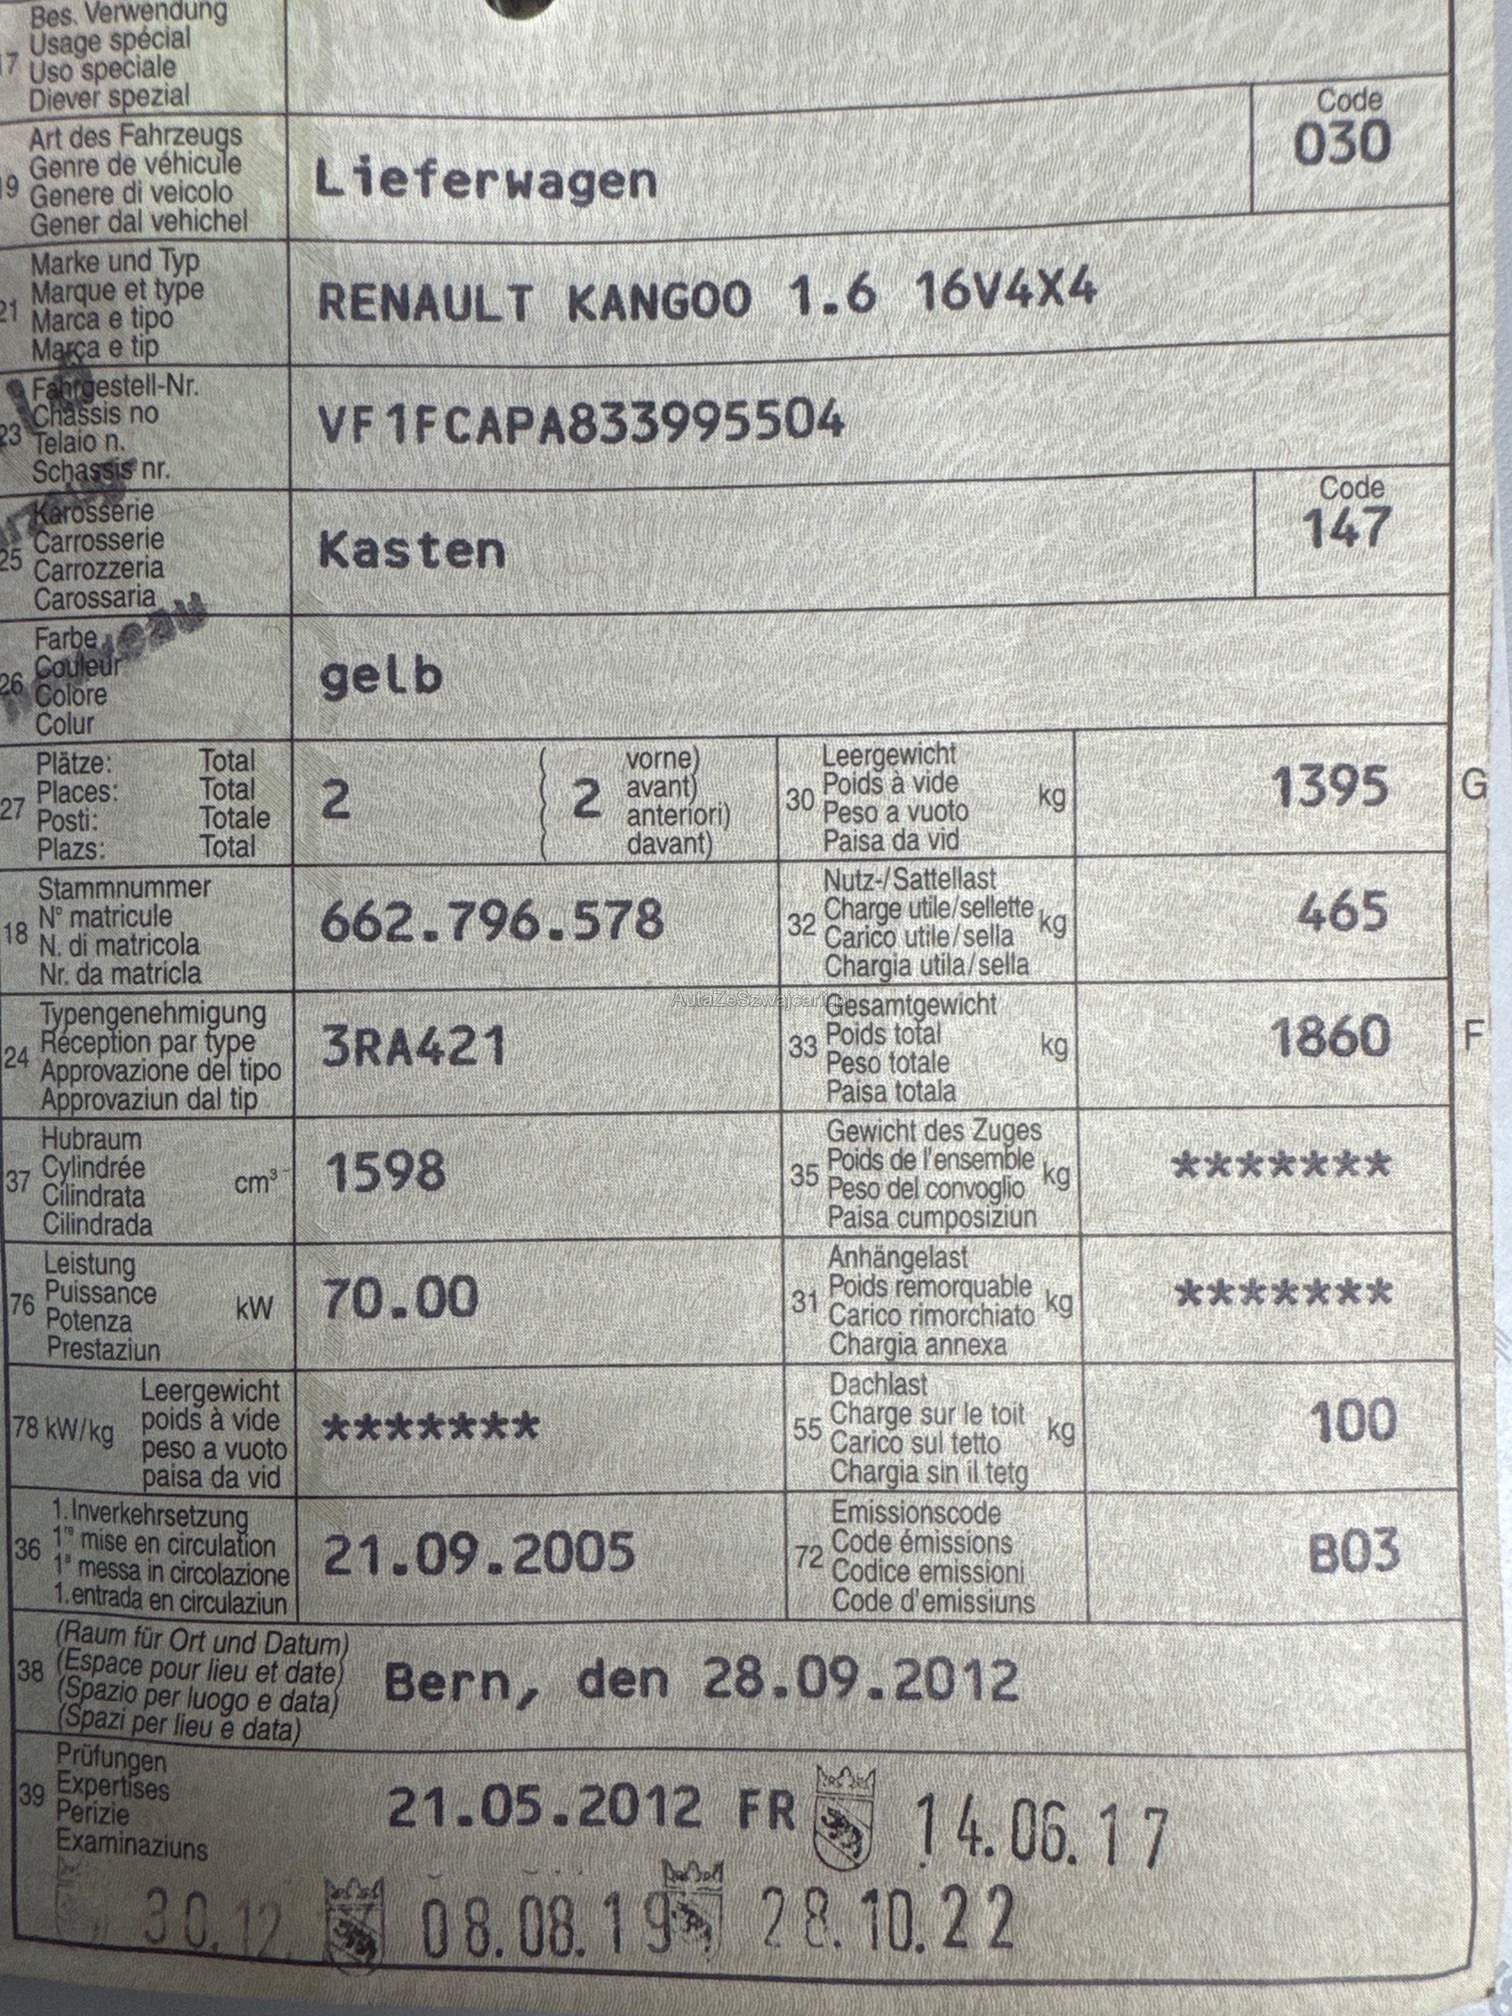 Bes. Verwendung
17 Usage spécial
Uso speciale
Diever spezial
Art des Fahrzeugs
19 Genre de véhicule
Genere di veicolo
Gener dal vehichel
Lieferwagen
Code
030
Marke und Typ
21 Marque et type
Marca e tipo
Marca e tip
RENAULT KANGOO 1.6 16V4X4
Fahrgestell-Nr.
23 Chassis no
Telaio n.
Schassis nr.
VF1FCAPA833995504
Karosserie
25 Carrosserie
Carrozzeria
Carossaria
Kasten
Code
147
Farbe
26 Couleur
Colore
Colur
gelb
Plätze: Total
27 Places: Total
Posti: Totale
Plazs: Total
2 ( 2 vorne)
avant)
anteriori)
davant)
Leergewicht
30 Poids à vide kg
Peso a vuoto
Paisa da vid
1395 G
Stammnummer
18 N° matricule
N. di matricola
Nr. da matricla
662.796.578
Nutz-/Sattellast
32 Charge utile/sellette kg
Carico utile/sella
Chargia utila/sella
465
AutaZeSzwajcarii.pl
Typengenehmigung
24 Réception par type
Approvazione del tipo
Approvaziun dal tip
3RA421
Gesamtgewicht
33 Poids total kg
Peso totale
Paisa totala
1860 F
Hubraum
37 Cylindrée cm³
Cilindrata
Cilindrada
1598
Gewicht des Zuges
35 Poids de l'ensemble kg
Peso del convoglio
Paisa cumposiziun
*******
Leistung
76 Puissance kW
Potenza
Prestaziun
70.00
Anhängelast
31 Poids remorquable kg
Carico rimorchiato
Chargia annexa
*******
Leergewicht
78 kW/kg poids à vide
peso a vuoto
paisa da vid
*******
Dachlast
55 Charge sur le toit kg
Carico sul tetto
Chargia sin il tetg
100
1. Inverkehrsetzung
36 1re mise en circulation
1a messa in circolazione
1. entrada en circulaziun
21.09.2005
Emissionscode
72 Code émissions
Codice emissioni
Code d'emissiuns
B03
(Raum für Ort und Datum)
38 (Espace pour lieu et date)
(Spazio per luogo e data)
(Spazi per lieu e data)
Bern, den 28.09.2012
Prüfungen
39 Expertises
Perizie
Examinaziuns
21.05.2012 FR 14.06.17
30.12. 08.08.19 28.10.22